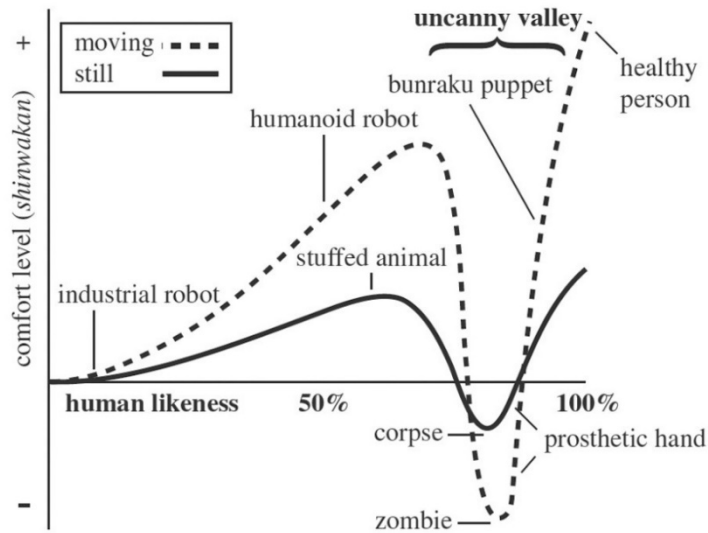 uncanny valley
+
moving
still
bunraku puppet
healthy
person
humanoid robot
stuffed animal
industrial robot
comfort level (shinwakan)
human likeness
50%
100%
corpse
prosthetic hand
-
zombie